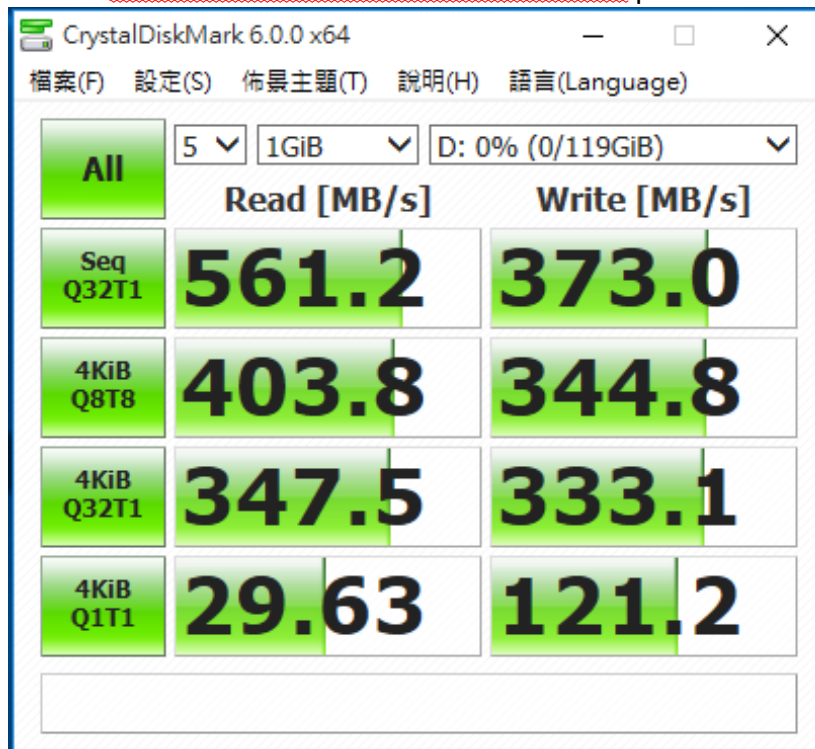 CrystalDiskMark 6.0.0 x64
檔案(F) 設定(S) 佈景主題(T) 說明(H) 語言(Language)
All 5 1GiB D: 0% (0/119GiB)
Read [MB/s] Write [MB/s]
Seq
Q32T1 561.2 373.0
4KiB
Q8T8 403.8 344.8
4KiB
Q32T1 347.5 333.1
4KiB
Q1T1 29.63 121.2